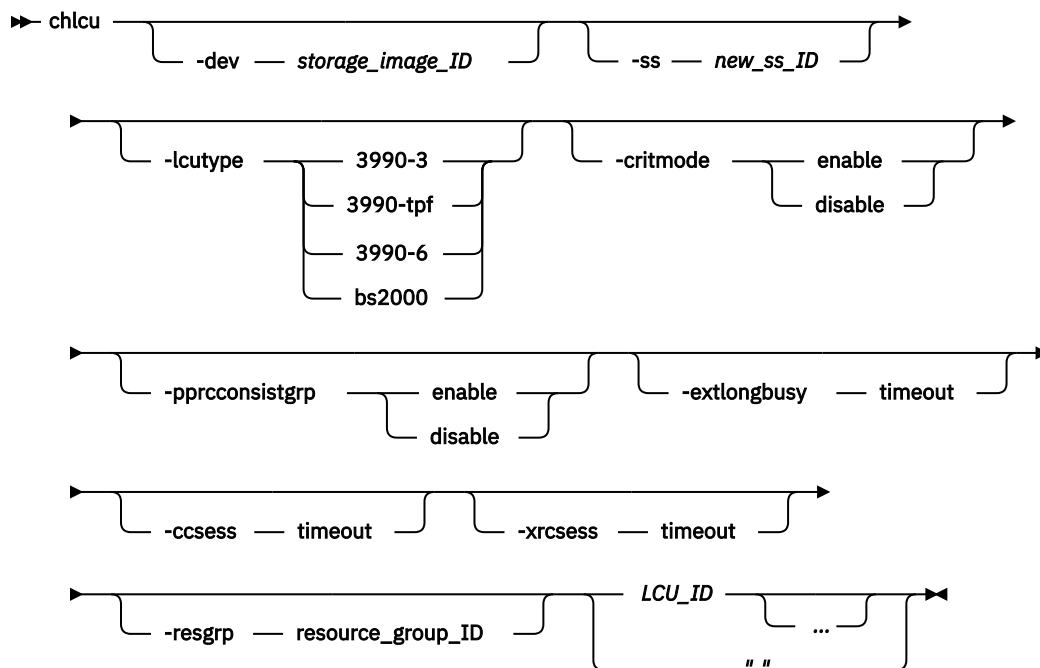 chlcu
-dev storage_image_ID -ss new_ss_ID
-lcutype 3990-3 -critmode enable
3990-tpf disable
3990-6
bs2000
-pprcconsistgrp enable -extlongbusy timeout
disable
-ccsess timeout -xrcsess timeout
LCU_ID
-resgrp resource_group_ID ...
" "